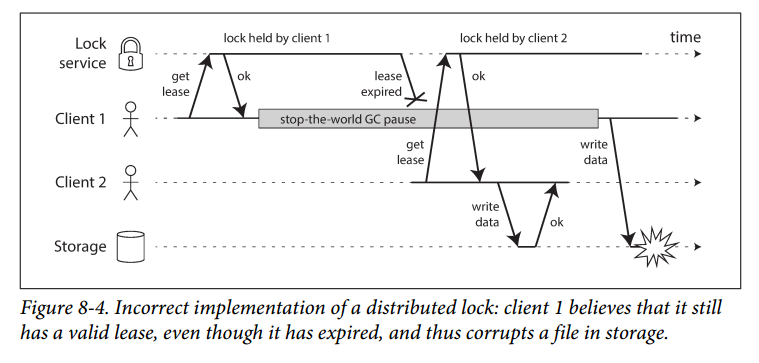 lock held by client 1
lock held by client 2
time
Lock
service
get
lease
ok
lease
expired
ok
Client 1
stop-the-world GC pause
get
lease
write
data
Client 2
write
data
ok
Storage
Figure 8-4. Incorrect implementation of a distributed lock: client 1 believes that it still
has a valid lease, even though it has expired, and thus corrupts a file in storage.